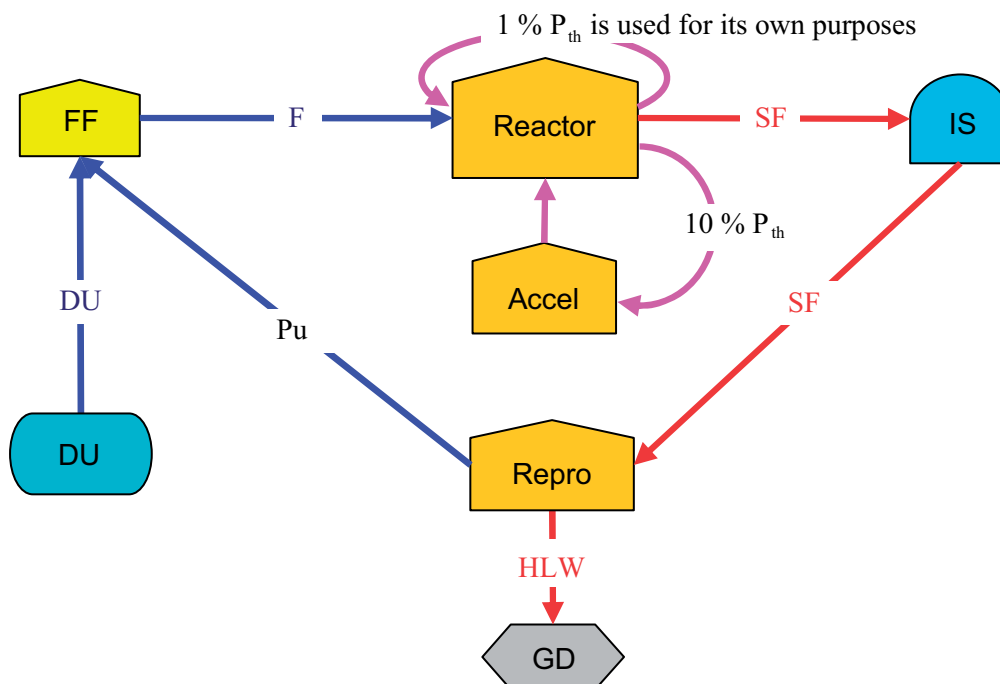 1 % Pth is used for its own purposes
FF
F
Reactor
SF
IS
10 % Pth
DU
Accel
SF
Pu
DU
Repro
HLW
GD